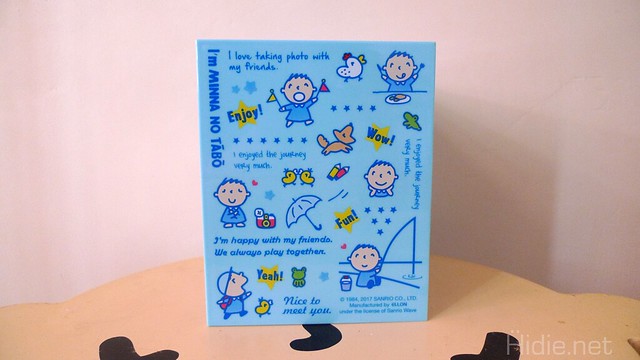 I'm MINNA NO TÀBÒ
I love taking photo with
my friends.
Enjoy!
Wow!
I enjoyed the journey
very much.
I enjoyed the journey
very much.
Fun!
I'm happy with my friends.
We always play together.
Yeah!
Nice to
meet you.
© 1984, 2017 SANRIO CO., LTD.
Manufactured by
under the license of Sanrio Wave
Hidie.net